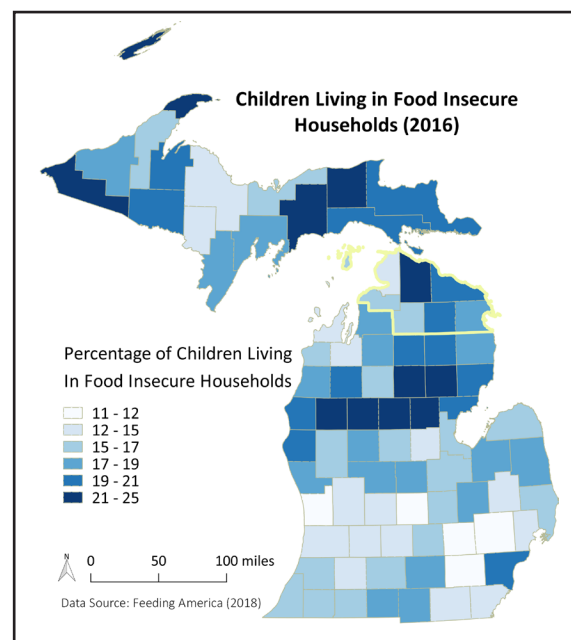 Children Living in Food Insecure
Households (2016)
Percentage of Children Living
In Food Insecure Households
11 - 12
12 - 15
15 - 17
17 - 19
19 - 21
21 - 25
N
0 50 100 miles
Data Source: Feeding America (2018)